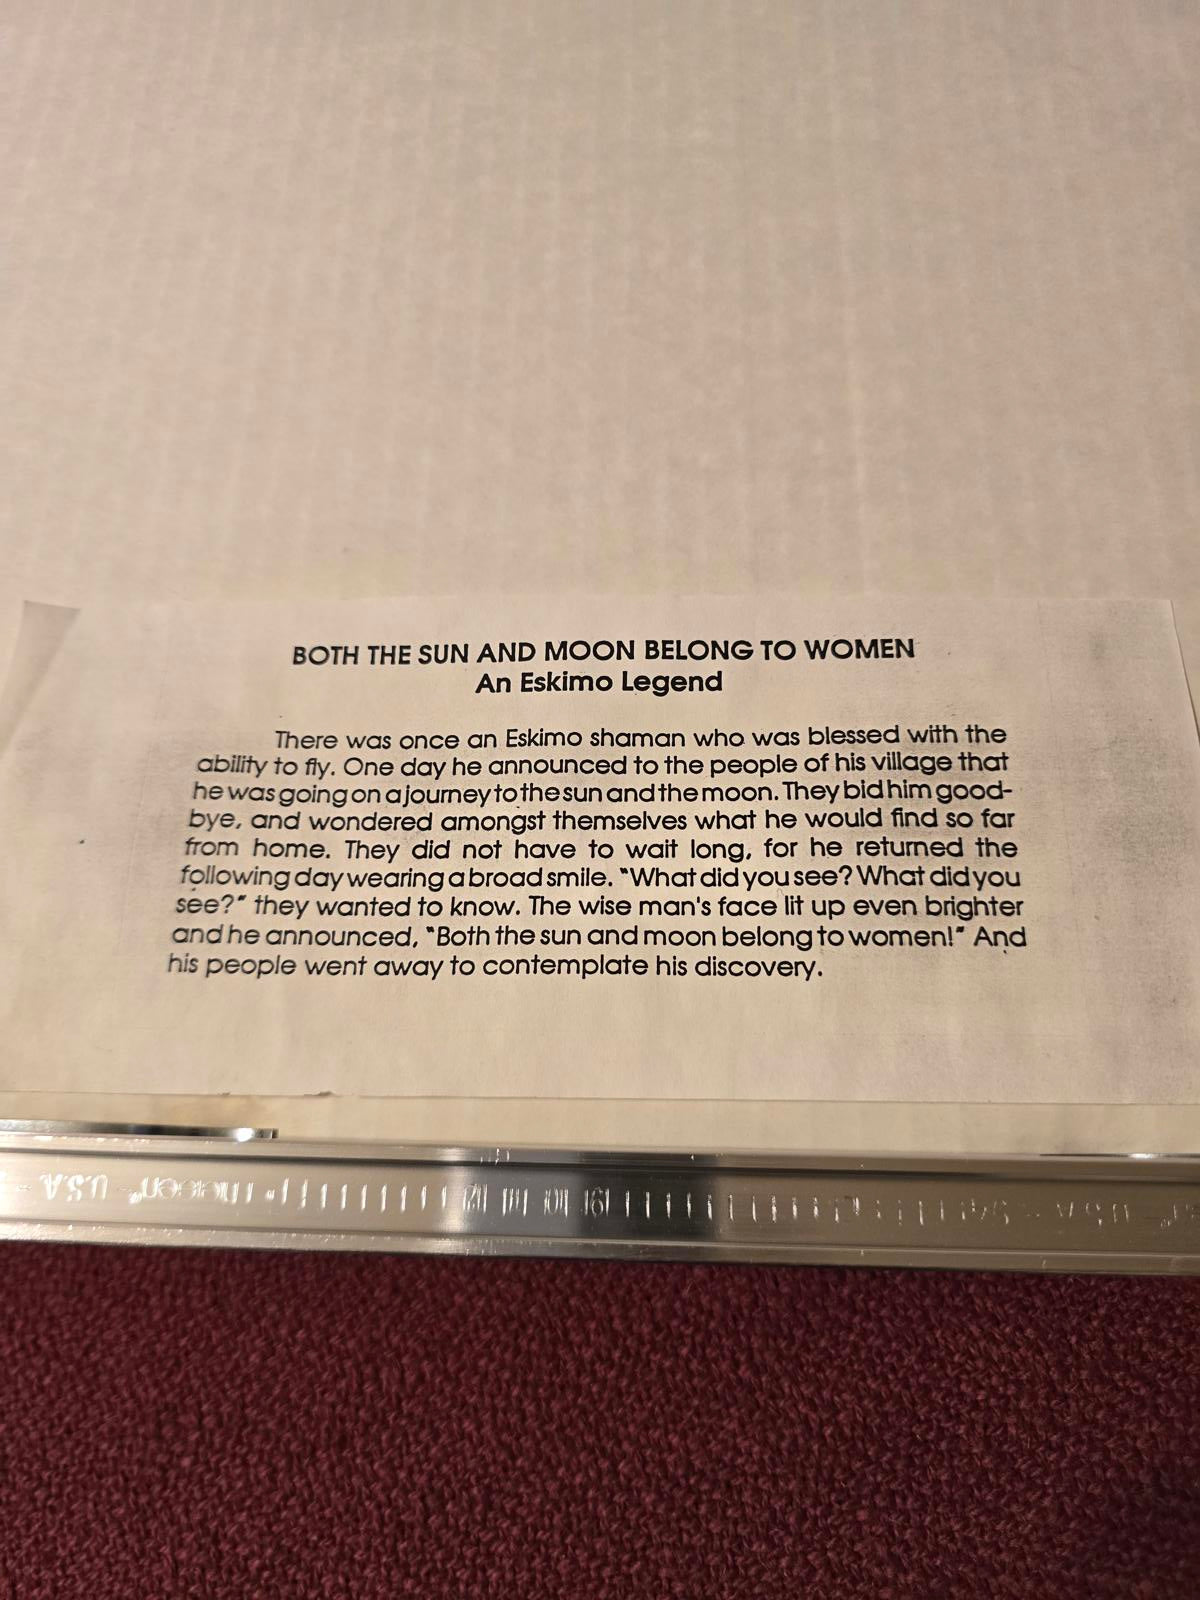 BOTH THE SUN AND MOON BELONG TO WOMEN
An Eskimo Legend
There was once an Eskimo shaman who was blessed with the
ability to fly. One day he announced to the people of his village that
he was going on a journey to the sun and the moon. They bid him good-
bye, and wondered amongst themselves what he would find so far
from home. They did not have to wait long, for he returned the
following day wearing a broad smile. "What did you see? What did you
see?" they wanted to know. The wise man's face lit up even brighter
and he announced, "Both the sun and moon belong to women!" And
his people went away to contemplate his discovery.
U.S.A.